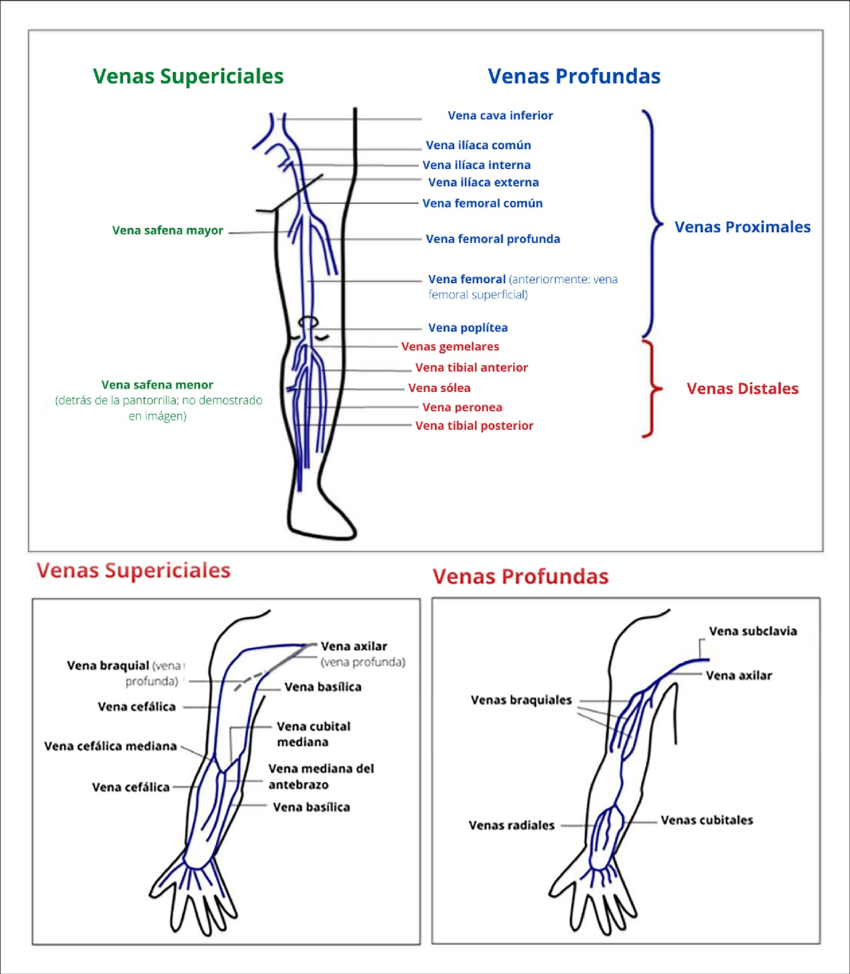 Venas Supericiales
Venas Profundas
Vena cava inferior
Vena ilíaca común
Vena ilíaca interna
Vena ilíaca externa
Vena femoral común
Vena safena mayor
Vena femoral profunda
Venas Proximales
Vena femoral (anteriormente: vena
femoral superficial)
Vena poplítea
Venas gemelares
Vena tibial anterior
Vena sólea
Vena peronea
Vena tibial posterior
Venas Distales
Vena safena menor
(detrás de la pantorrilla; no demostrado
en imágen)
Venas Supericiales
Vena axilar
(vena profunda)
Vena braquial (vena
profunda)
Vena basílica
Vena cefálica
Vena cubital
mediana
Vena cefálica mediana
Vena mediana del
antebrazo
Vena cefálica
Vena basílica
Venas Profundas
Vena subclavia
Vena axilar
Venas braquiales
Venas radiales
Venas cubitales